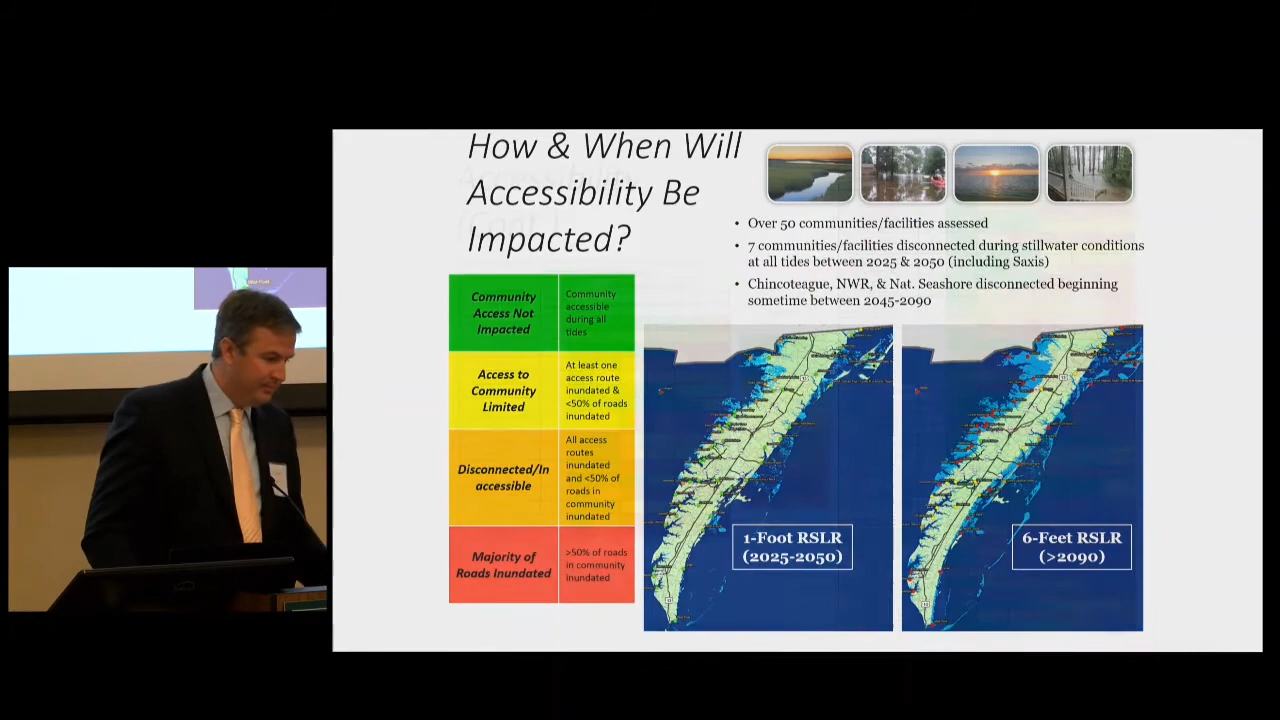 How & When Will
Accessibility Be
Impacted?
• Over 50 communities/facilities assessed
• 7 communities/facilities disconnected during stillwater conditions
at all tides between 2025 & 2050 (including Saxis)
• Chincoteague, NWR, & Nat. Seashore disconnected beginning
sometime between 2045-2090
Community
Access Not
Impacted
Community
accessible
during all
tides
Access to
Community
Limited
At least one
access route
inundated &
<50% of roads
inundated
Disconnected/In
accessible
All access
routes
inundated
and <50% of
roads in
community
inundated
Majority of
Roads Inundated
>50% of roads
in community
inundated
1-Foot RSLR
(2025-2050)
6-Feet RSLR
(>2090)